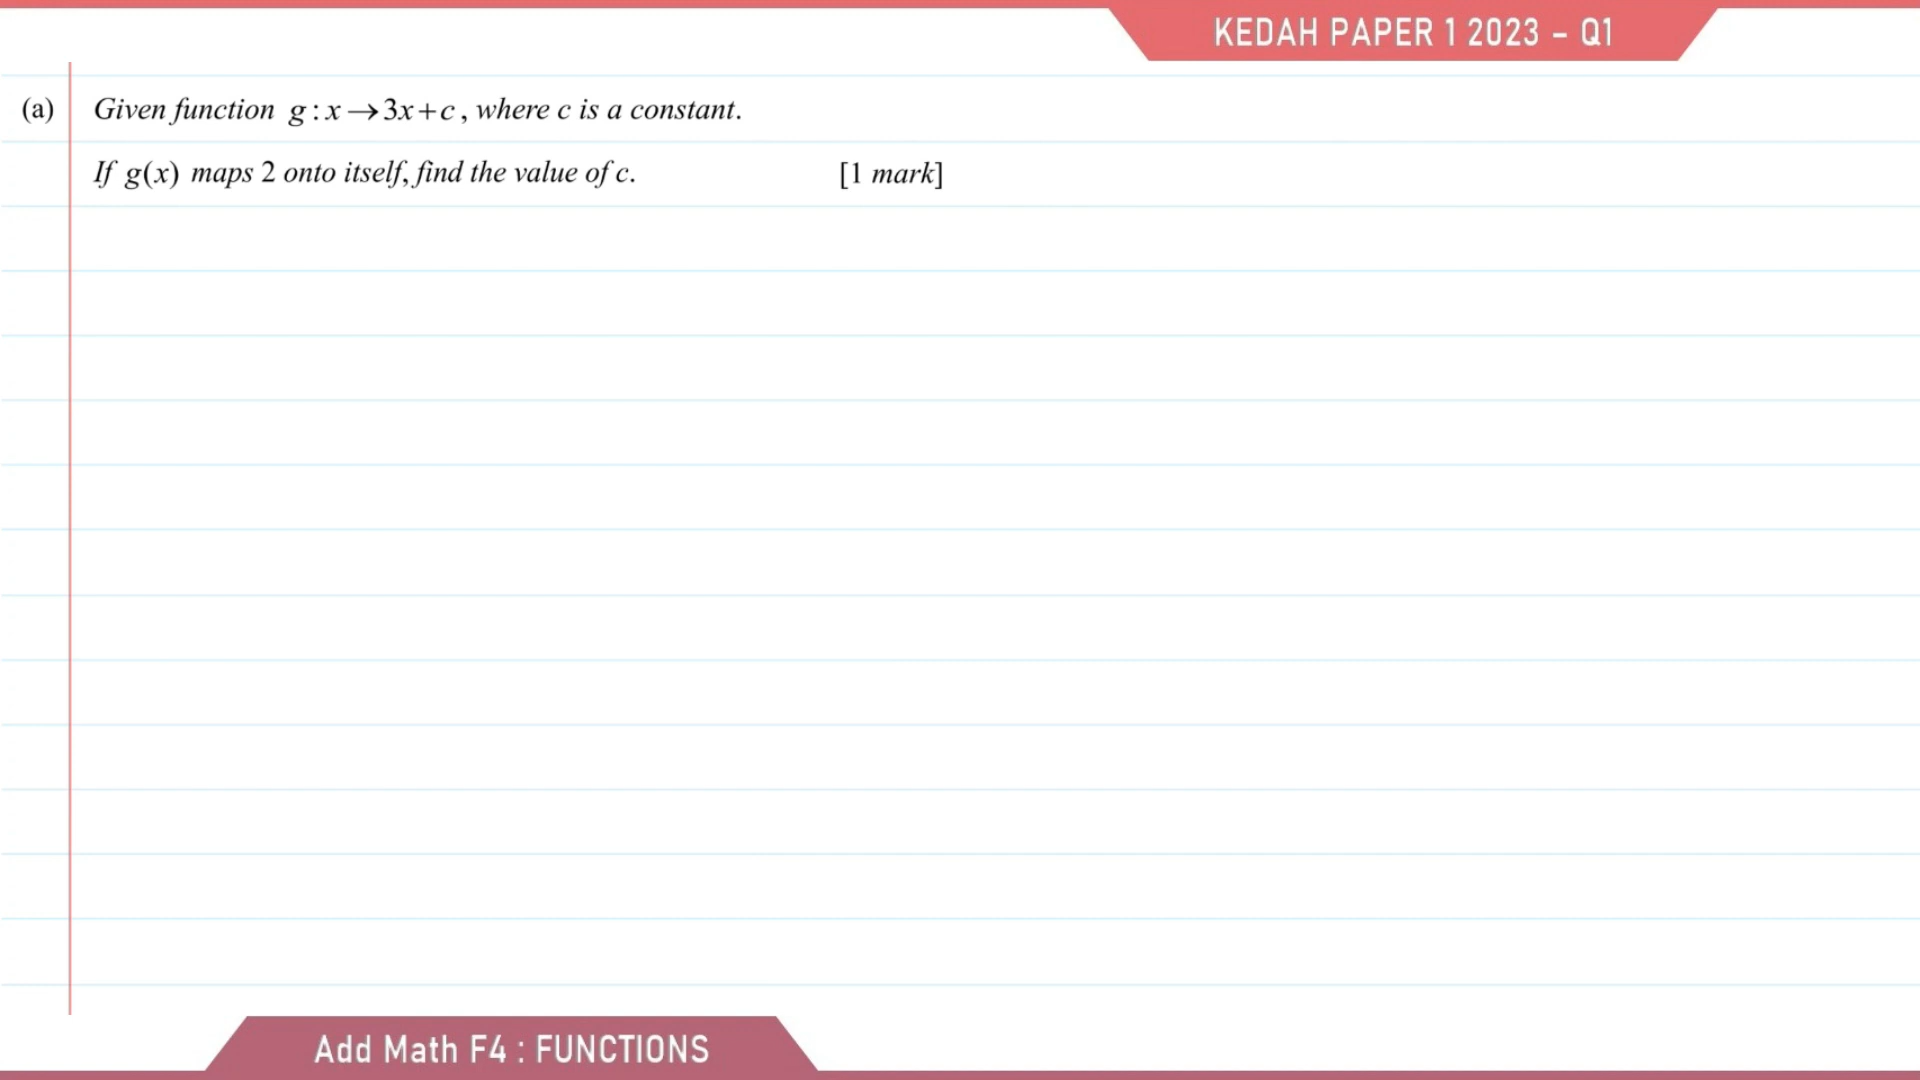 KEDAH PAPER 1 2023 – Q1
(a) Given function g : x → 3x + c , where c is a constant.
If g(x) maps 2 onto itself, find the value of c. [1 mark]
Add Math F4 : FUNCTIONS